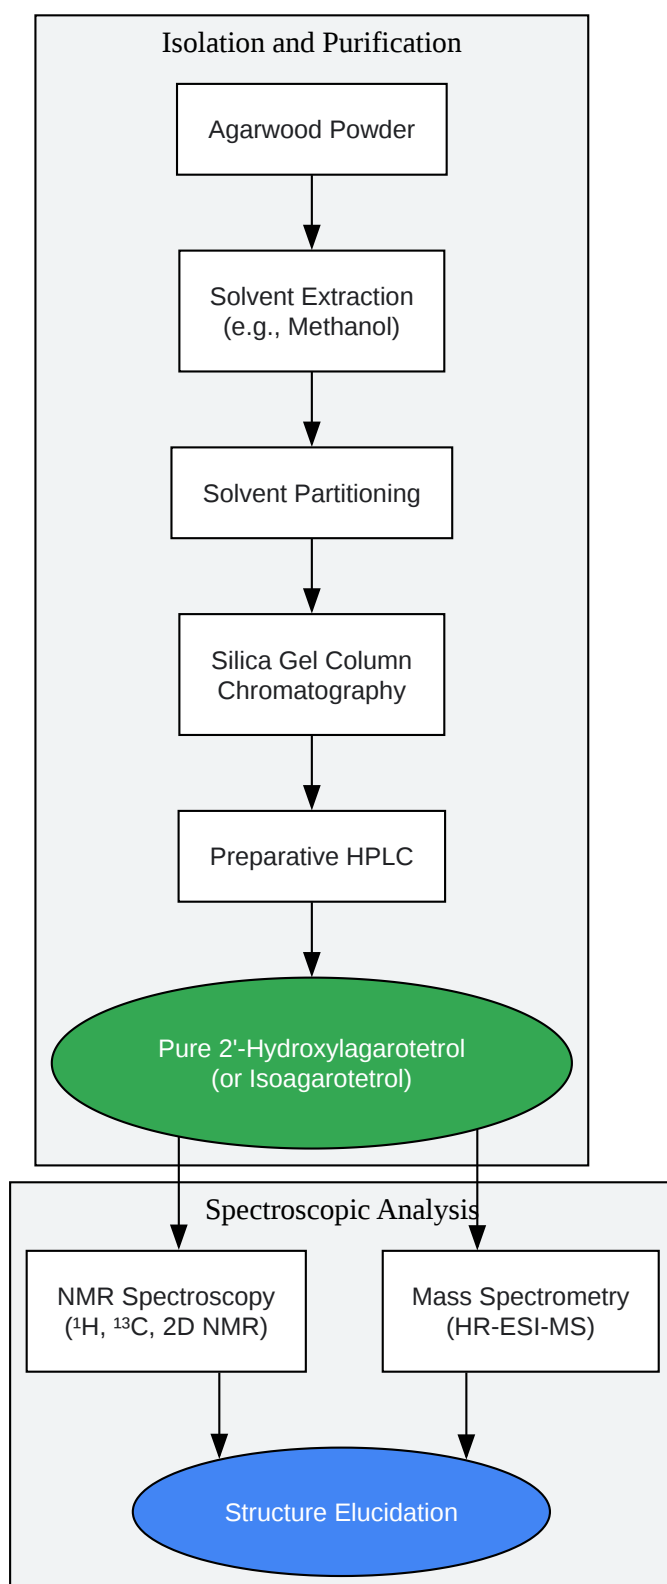 Isolation and Purification
Agarwood Powder
Solvent Extraction
(e.g., Methanol)
Solvent Partitioning
Silica Gel Column
Chromatography
Preparative HPLC
Pure 2'-Hydroxylagarotetrol
(or Isoagarotetrol)
Spectroscopic Analysis
NMR Spectroscopy
(¹H, ¹³C, 2D NMR)
Mass Spectrometry
(HR-ESI-MS)
Structure Elucidation